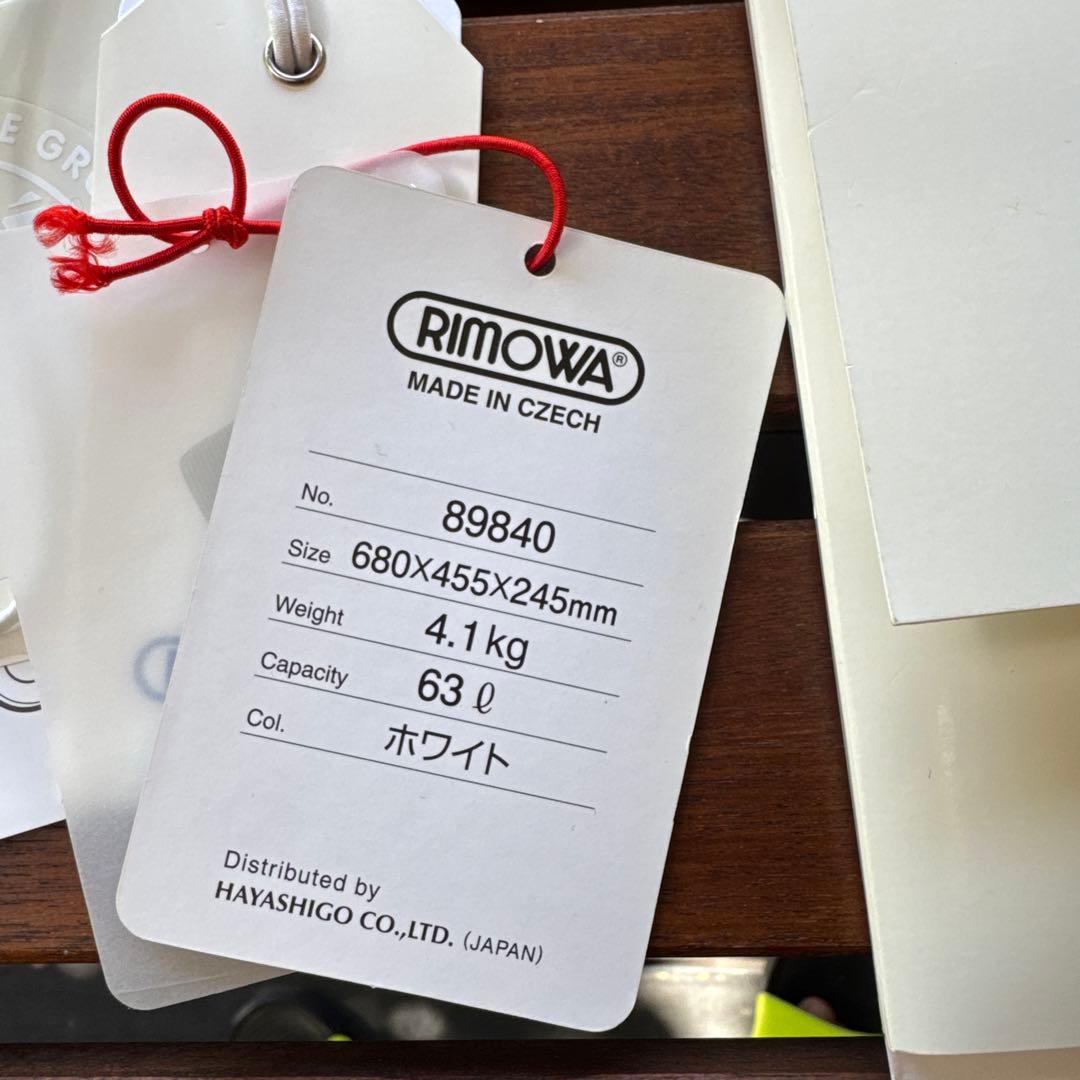 RIMOWA®
MADE IN CZECH
No. 89840
Size 680X455X245mm
Weight 4.1kg
Capacity 63ℓ
Col. ホワイト
Distributed by
HAYASHIGO CO.,LTD. (JAPAN)